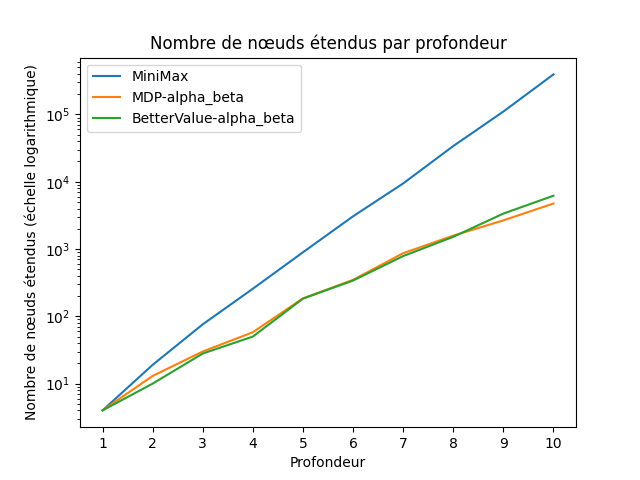 Nombre de nœuds étendus par profondeur
MiniMax
MDP-alpha_beta
BetterValue-alpha_beta
Nombre de nœuds étendus (échelle logarithmique)
10⁵
10⁴
10³
10²
10¹
1 2 3 4 5 6 7 8 9 10
Profondeur